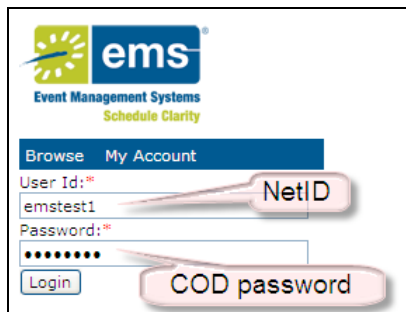 ems®
Event Management Systems
Schedule Clarity
Browse My Account
User Id:*
emstest1
NetID
Password:*
••••••••
Login
COD password